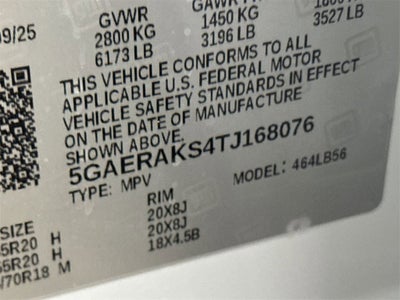 09/25
GVWR
2800 KG
6173 LB
1450 KG
3196 LB
3527 LB
THIS VEHICLE CONFORMS TO ALL
APPLICABLE U.S. FEDERAL MOTOR
VEHICLE SAFETY STANDARDS IN EFFECT
ON THE DATE OF MANUFACTURE
SHOWN ABOVE.
5GAERAKS4TJ168076
TYPE: MPV
MODEL: 464LB56
SIZE
RIM
5R20 H
20X8J
55R20 H
20X8J
/70R18 M
18X4.5B